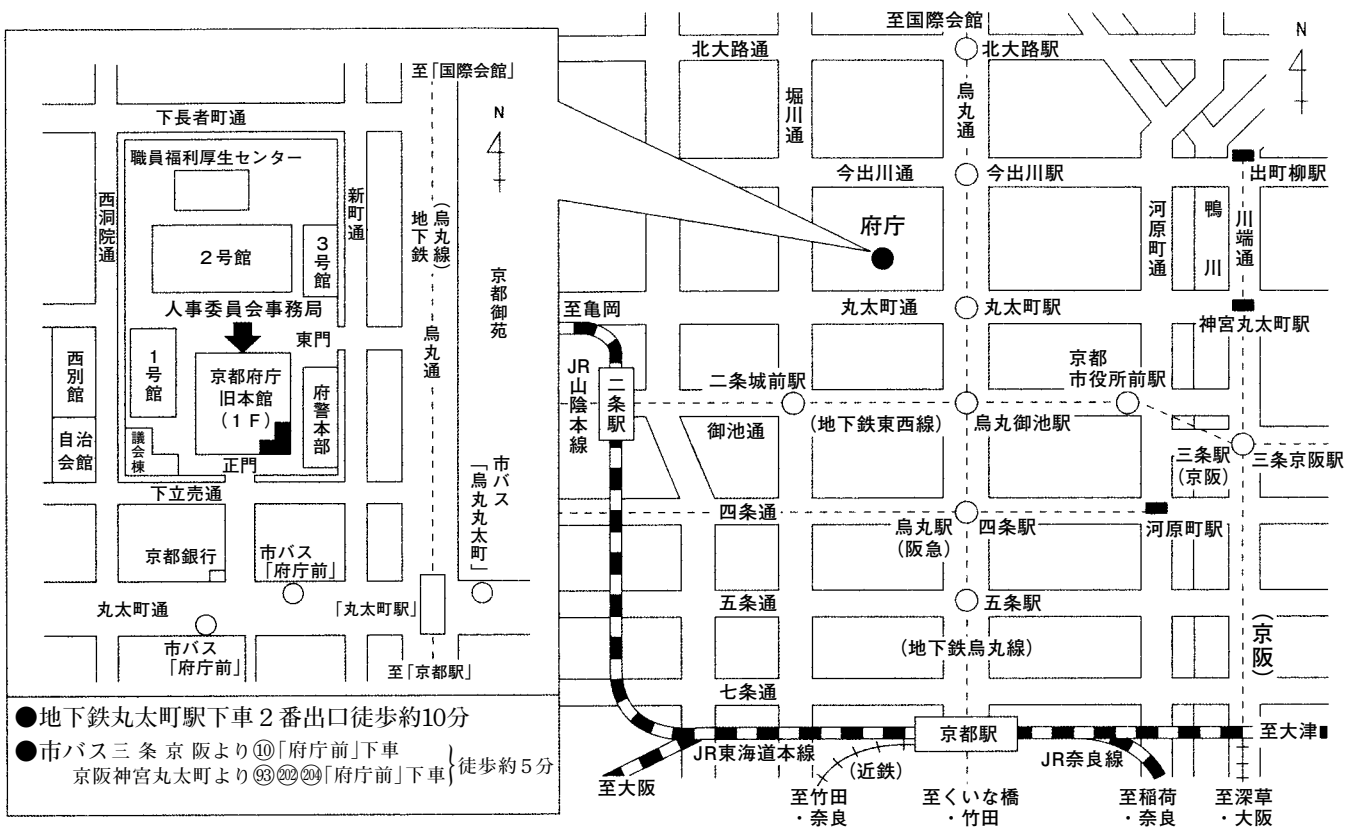 至「国際会館」
下長者町通
N
職員福利厚生センター
西洞院通
新町通
地下鉄
(烏丸線)
烏丸通
京都御苑
2号館
3号館
人事委員会事務局
東門
西別館
1号館
京都府庁
旧本館
(1F)
府警本部
自治
会館
議会棟
正門
下立売通
市バス
「烏丸丸太町」
京都銀行
市バス
「府庁前」
丸太町通
「丸太町駅」
市バス
「府庁前」
至「京都駅」
●地下鉄丸太町駅下車2番出口徒歩約10分
●市バス三条京阪より⑩「府庁前」下車
京阪神宮丸太町より㉝㉒㉔「府庁前」下車
徒歩約5分
至国際会館
北大路通
北大路駅
N
堀川通
烏丸通
今出川通
今出川駅
出町柳駅
河原町通
鴨川
川端通
府庁
丸太町通
丸太町駅
神宮丸太町駅
至亀岡
JR山陰本線
二条駅
二条城前駅
京都
市役所前駅
御池通
(地下鉄東西線)
烏丸御池駅
三条駅
(京阪)
三条京阪駅
四条通
烏丸駅
(阪急)
四条駅
河原町駅
五条通
五条駅
(地下鉄烏丸線)
(京阪)
七条通
京都駅
至大津
JR東海道本線
(近鉄)
JR奈良線
至大阪
至竹田
・奈良
至くいな橋
・竹田
至稲荷
・奈良
至深草
・大阪